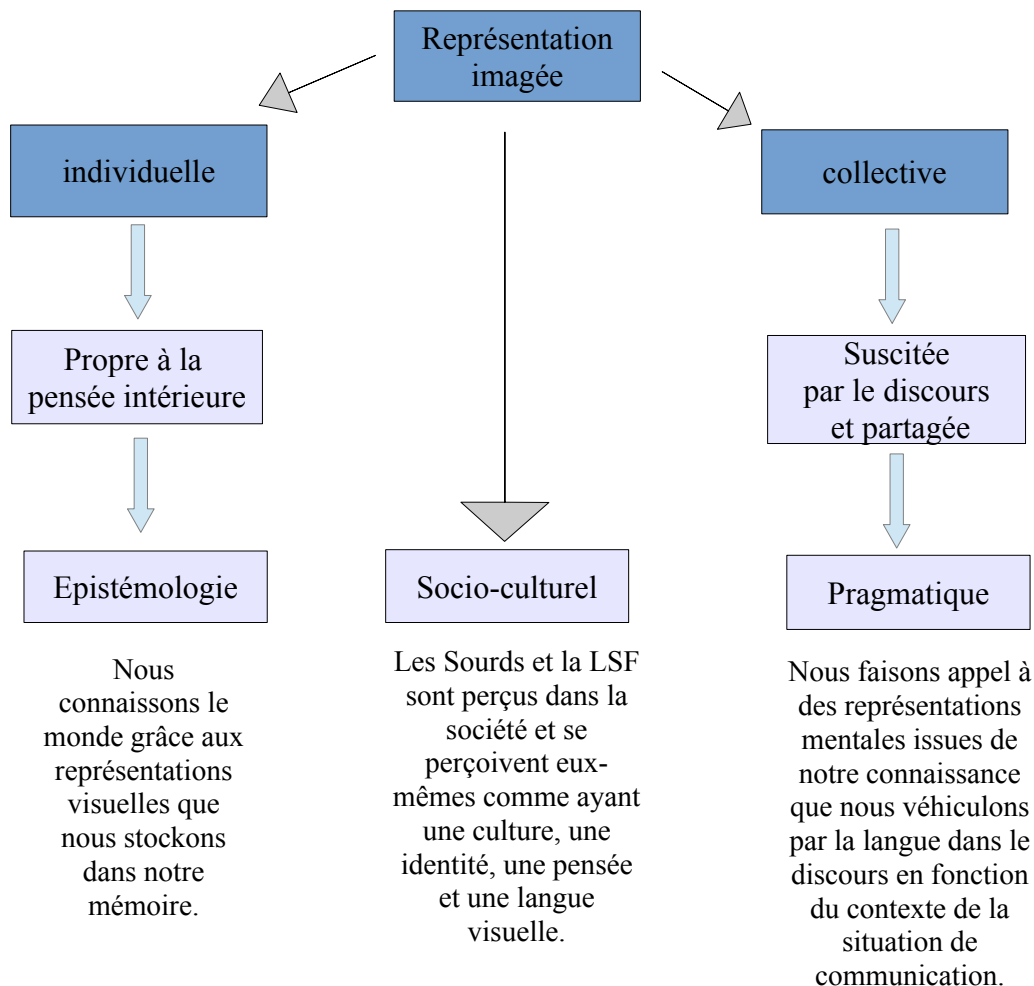 Représentation
imagée
individuelle
collective
Propre à la
pensée intérieure
Suscitée
par le discours
et partagée
Epistémologie
Socio-culturel
Pragmatique
Nous
connaissons le
monde grâce aux
représentations
visuelles que
nous stockons
dans notre
mémoire.
Les Sourds et la LSF
sont perçus dans la
société et se
perçoivent eux-
mêmes comme ayant
une culture, une
identité, une pensée
et une langue
visuelle.
Nous faisons appel à
des représentations
mentales issues de
notre connaissance
que nous véhiculons
par la langue dans le
discours en fonction
du contexte de la
situation de
communication.